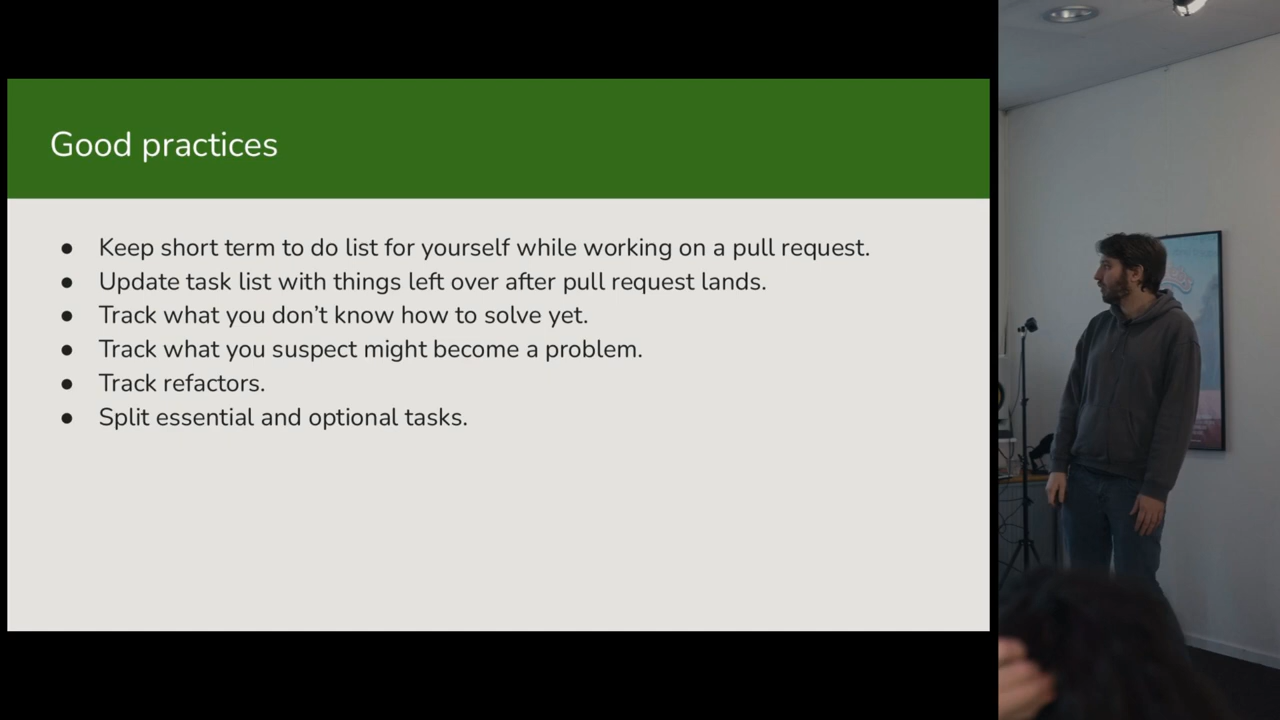 Good practices
● Keep short term to do list for yourself while working on a pull request.
● Update task list with things left over after pull request lands.
● Track what you don’t know how to solve yet.
● Track what you suspect might become a problem.
● Track refactors.
● Split essential and optional tasks.